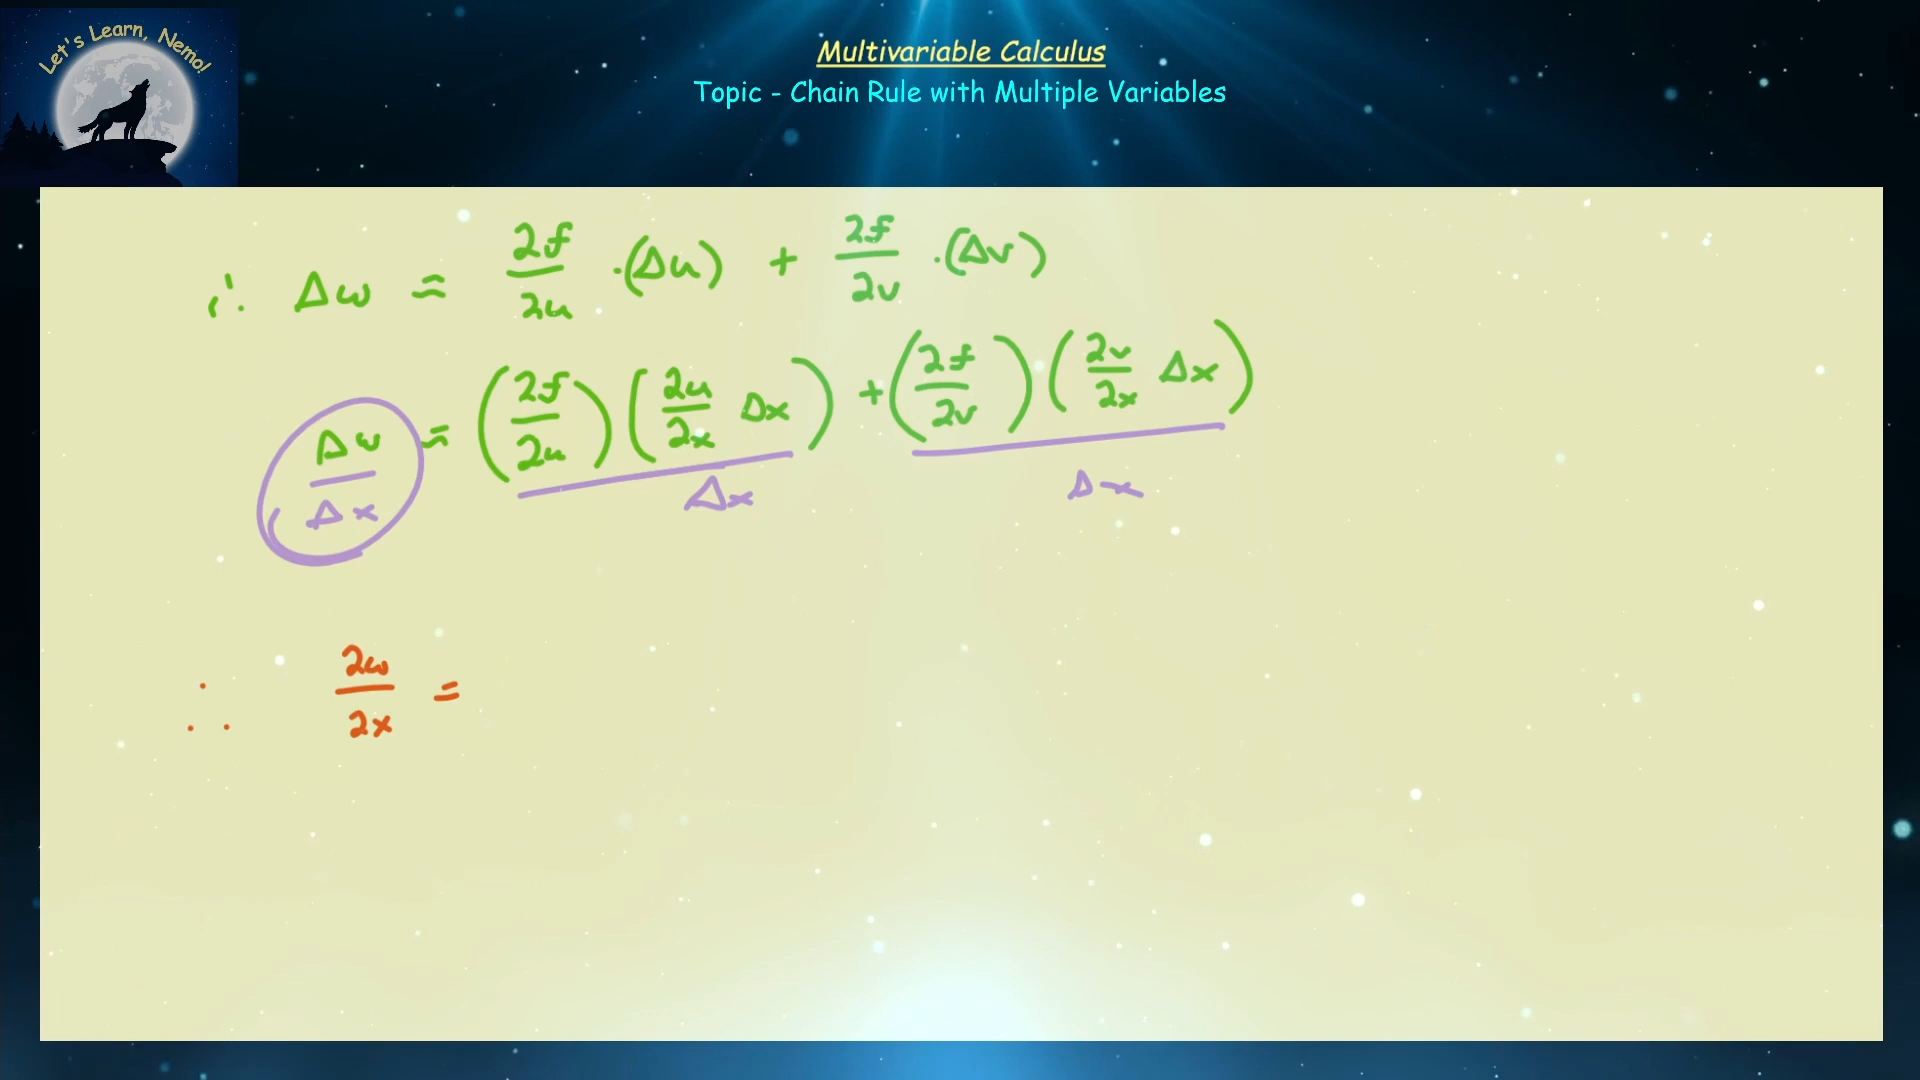 Let's Learn, Nemo!
Multivariable Calculus
Topic - Chain Rule with Multiple Variables
∴ Δw ≈ ∂f/∂u ·(Δu) + ∂f/∂v ·(Δv)
Δw/Δx ≈ (∂f/∂u)(∂u/∂x Δx)/Δx + (∂f/∂v)(∂v/∂x Δx)/Δx
∴ ∂w/∂x =